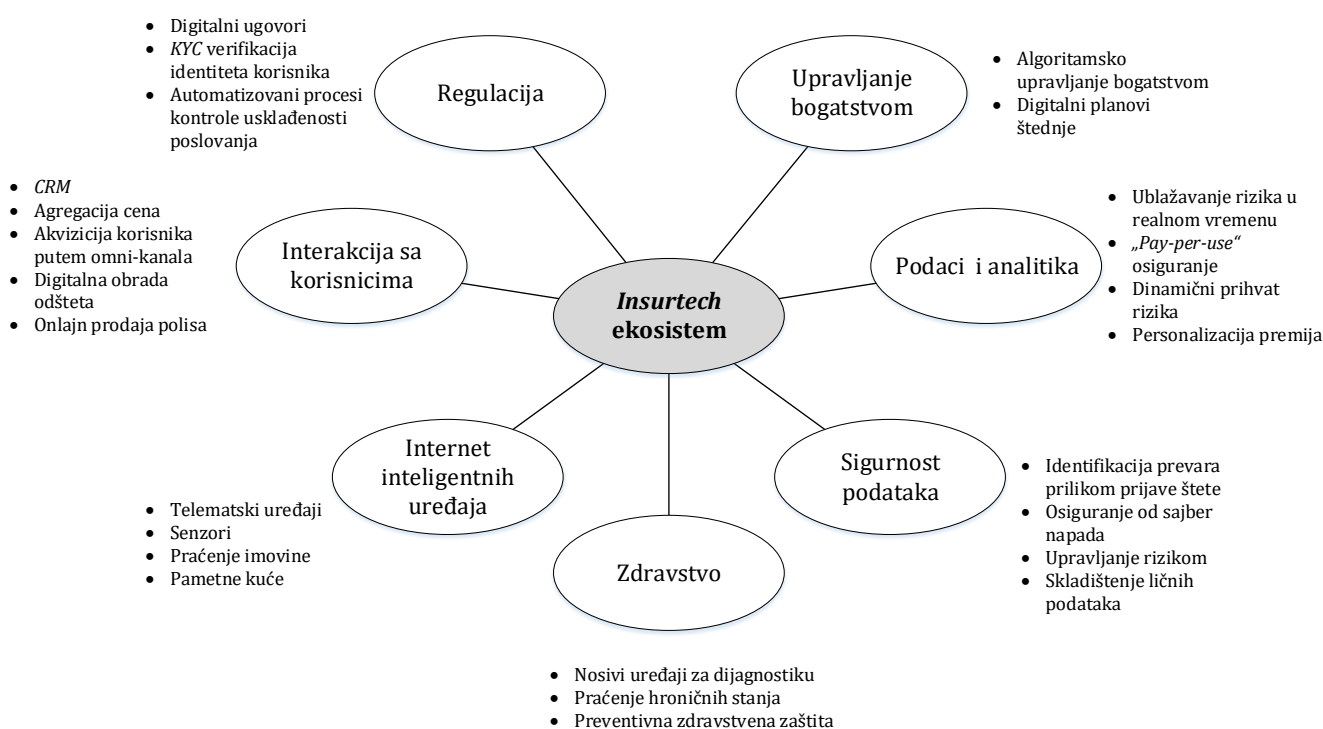 • Digitalni ugovori
• KYC verifikacija
identiteta korisnika
• Automatizovani procesi
kontrole usklađenosti
poslovanja
Regulacija
Upravljanje
bogatstvom
• Algoritamsko
upravljanje bogatstvom
• Digitalni planovi
štednje
• CRM
• Agregacija cena
• Akvizicija korisnika
putem omni-kanala
• Digitalna obrada
odšteta
• Onlajn prodaja polisa
Interakcija sa
korisnicima
Insurtech
ekosistem
Podaci i analitika
• Ublažavanje rizika u
realnom vremenu
• „Pay-per-use“
osiguranje
• Dinamični prihvat
rizika
• Personalizacija premija
• Telematski uređaji
• Senzori
• Praćenje imovine
• Pametne kuće
Internet
inteligentnih
uređaja
Zdravstvo
• Nosivi uređaji za dijagnostiku
• Praćenje hroničnih stanja
• Preventivna zdravstvena zaštita
Sigurnost
podataka
• Identifikacija prevara
prilikom prijave štete
• Osiguranje od sajber
napada
• Upravljanje rizikom
• Skladištenje ličnih
podataka